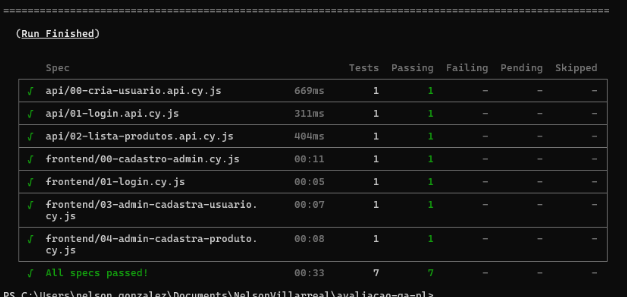 (Run Finished)
Spec Tests Passing Failing Pending Skipped
√ api/00-cria-usuario.api.cy.js 669ms 1 1 - - -
√ api/01-login.api.cy.js 311ms 1 1 - - -
√ api/02-lista-produtos.api.cy.js 404ms 1 1 - - -
√ frontend/00-cadastro-admin.cy.js 00:11 1 1 - - -
√ frontend/01-login.cy.js 00:05 1 1 - - -
√ frontend/03-admin-cadastra-usuario. 00:07 1 1 - - -
cy.js
√ frontend/04-admin-cadastra-produto. 00:08 1 1 - - -
cy.js
√ All specs passed! 00:33 7 7 - - -
PS C:\Users\nelson.gonzalez\Documents\NelsonVillarreal\avaliacao-qa-nl>